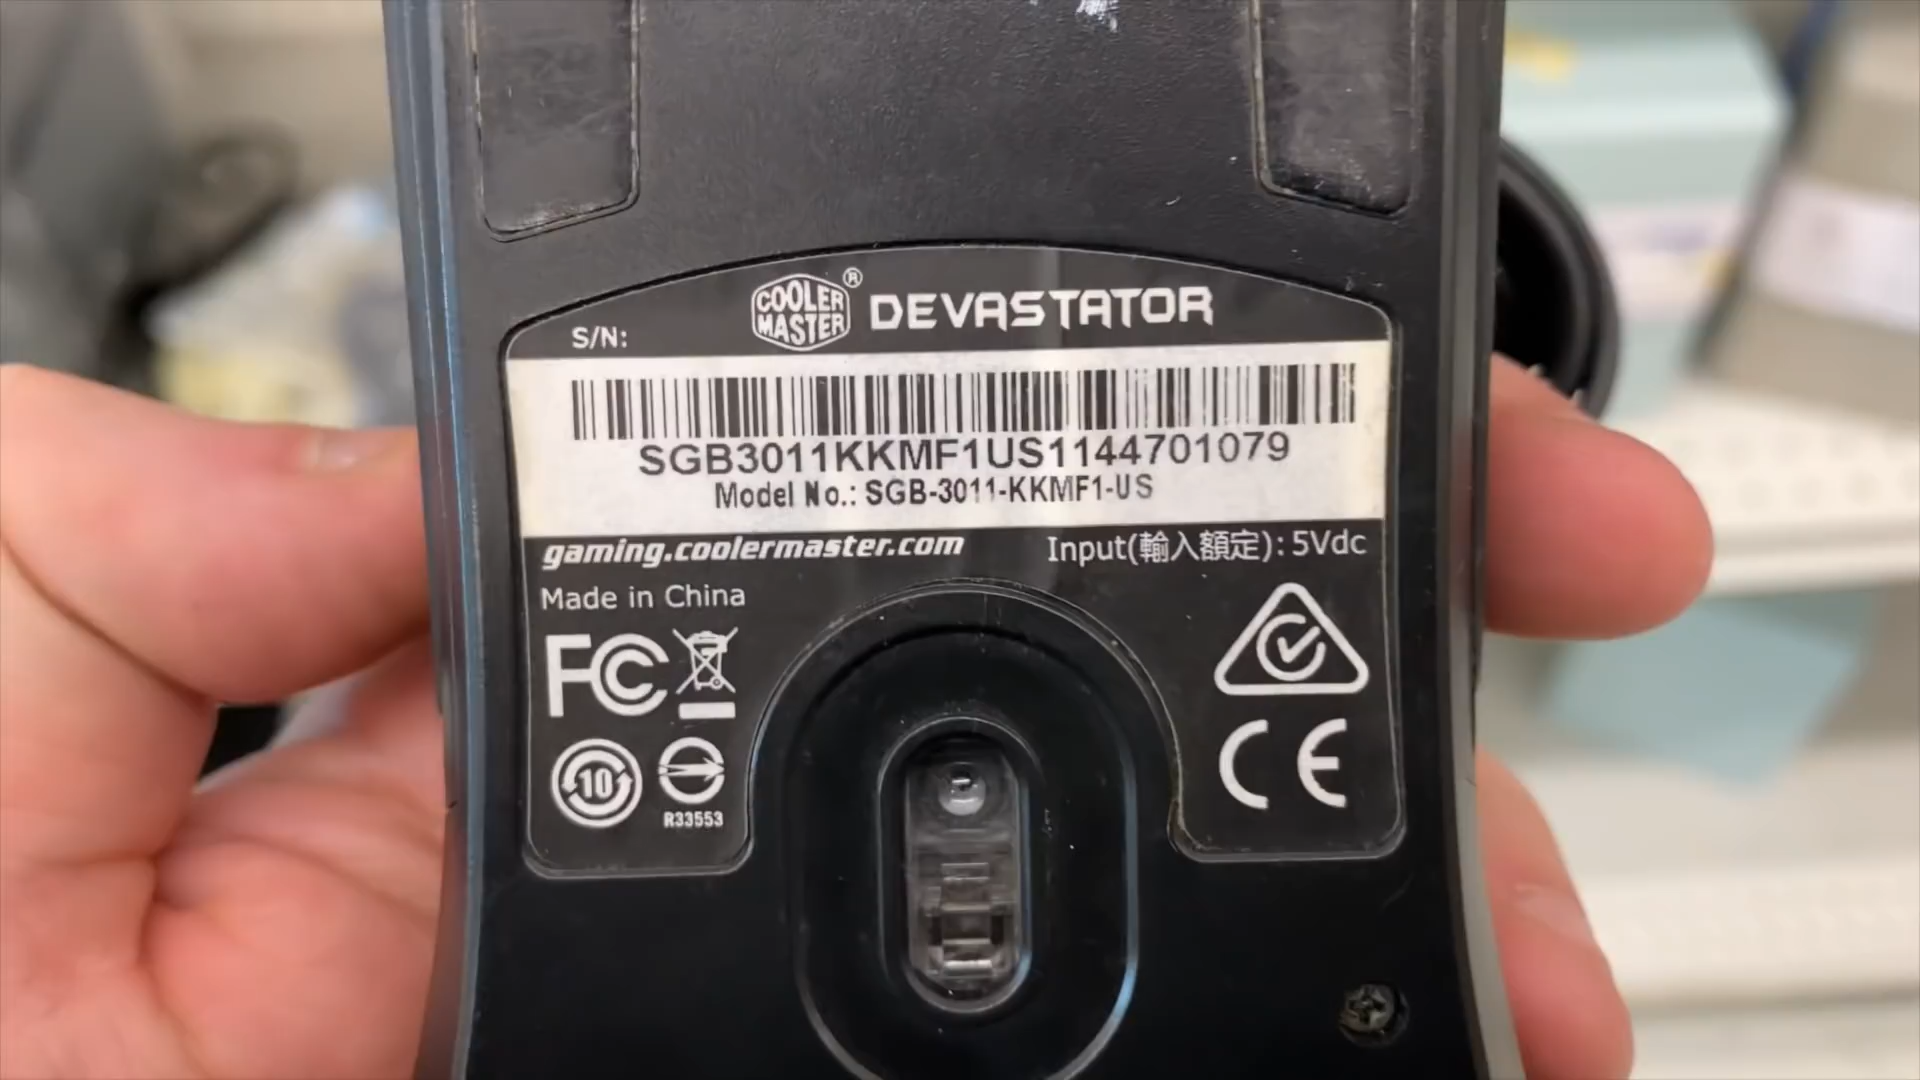 COOLER MASTER ® DEVASTATOR
S/N:
SGB3011KKMF1US1144701079
Model No.: SGB-3011-KKMF1-US
gaming.coolermaster.com
Input(輸入額定): 5Vdc
Made in China
FC
10
R33553
CE